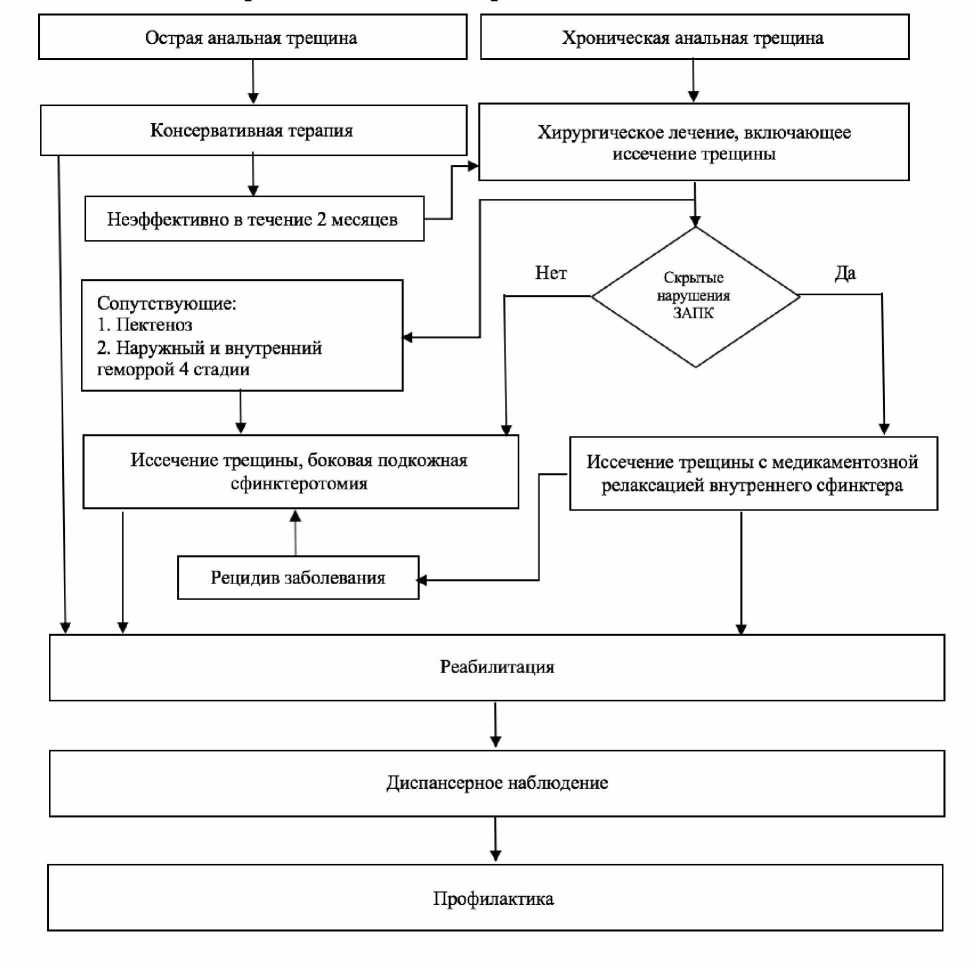 Острая анальная трещина
Хроническая анальная трещина
Консервативная терапия
Хирургическое лечение, включающее
иссечение трещины
Неэффективно в течение 2 месяцев
Нет
Да
Скрытые
нарушения
ЗАПК
Сопутствующие:
1. Пектеноз
2. Наружный и внутренний
геморрой 4 стадии
Иссечение трещины, боковая подкожная
сфинктеротомия
Иссечение трещины с медикаментозной
релаксацией внутреннего сфинктера
Рецидив заболевания
Реабилитация
Диспансерное наблюдение
Профилактика